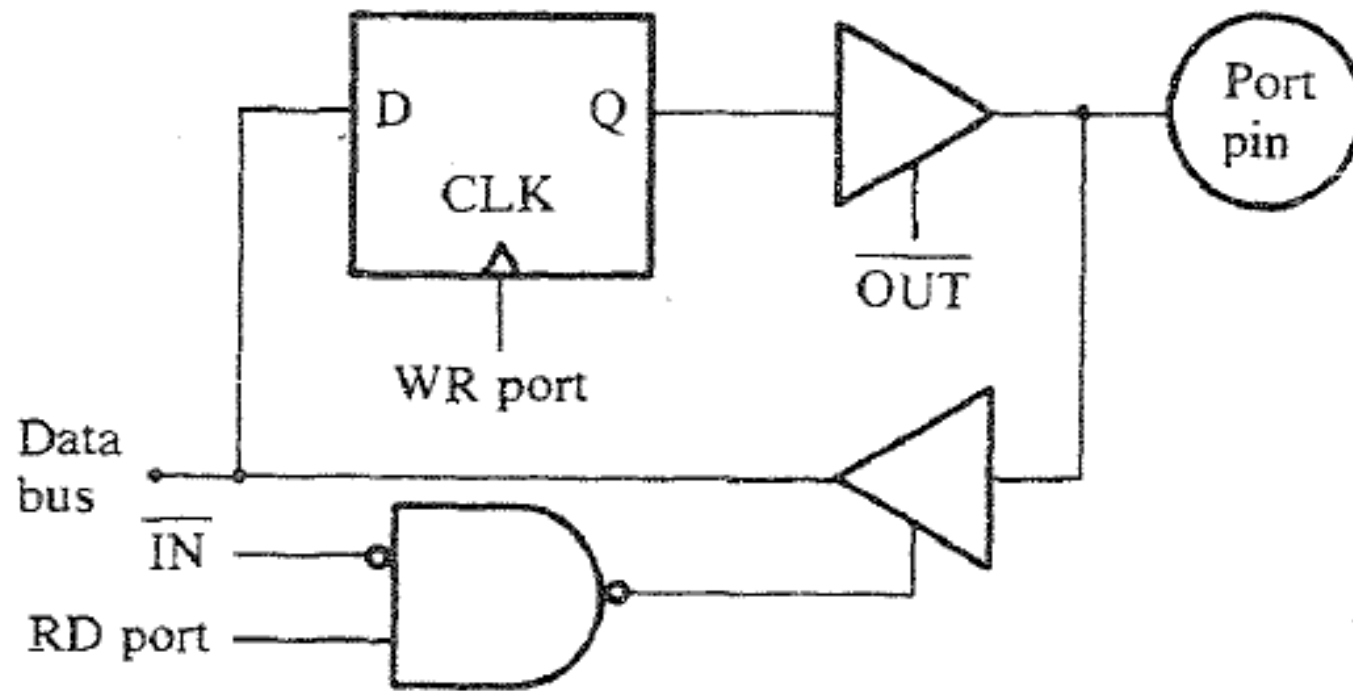 D
Q
CLK
Port
pin
OUT
WR port
Data
bus
IN
RD port